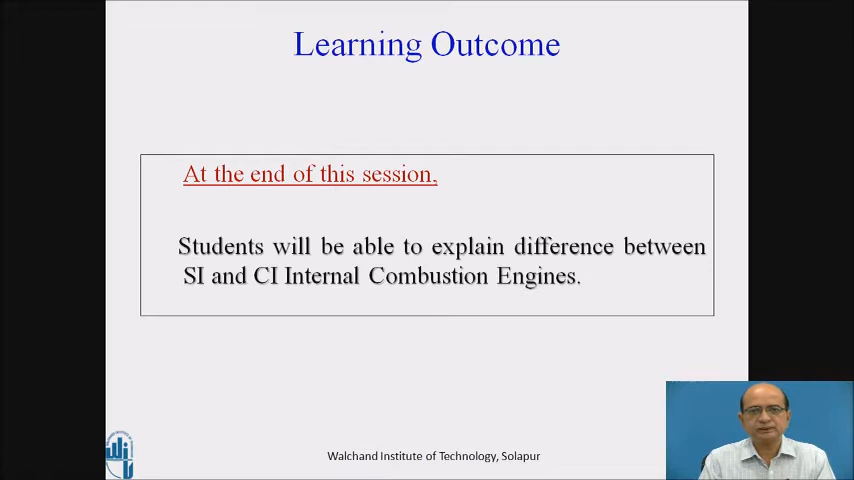 Learning Outcome
At the end of this session,
Students will be able to explain difference between
SI and CI Internal Combustion Engines.
Walchand Institute of Technology, Solapur